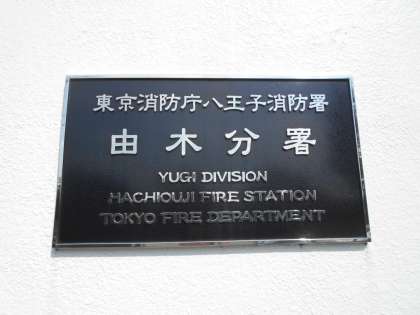 東京消防庁八王子消防署
由木分署
YUGI DIVISION
HACHIOUJI FIRE STATION
TOKYO FIRE DEPARTMENT